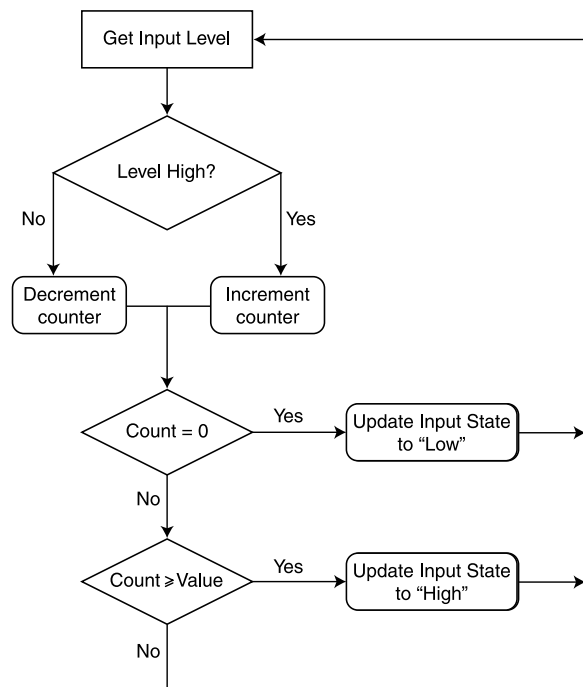 Get Input Level
Level High?
No
Yes
Decrement
counter
Increment
counter
Count = 0
Yes
Update Input State
to “Low”
No
Count ⩾ Value
Yes
Update Input State
to “High”
No